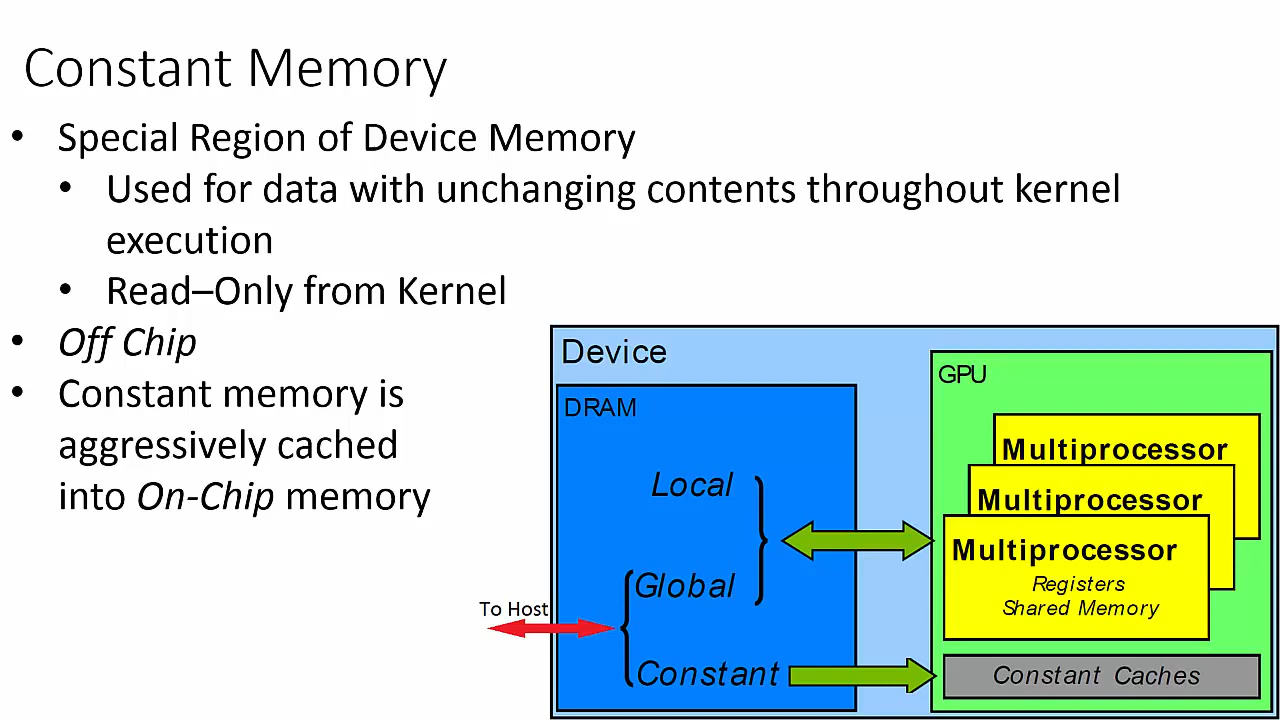 Constant Memory
• Special Region of Device Memory
• Used for data with unchanging contents throughout kernel
execution
• Read–Only from Kernel
• Off Chip
• Constant memory is
aggressively cached
into On-Chip memory
Device
DRAM
Local
Global
Constant
To Host
GPU
Multiprocessor
Multiprocessor
Multiprocessor
Registers
Shared Memory
Constant Caches